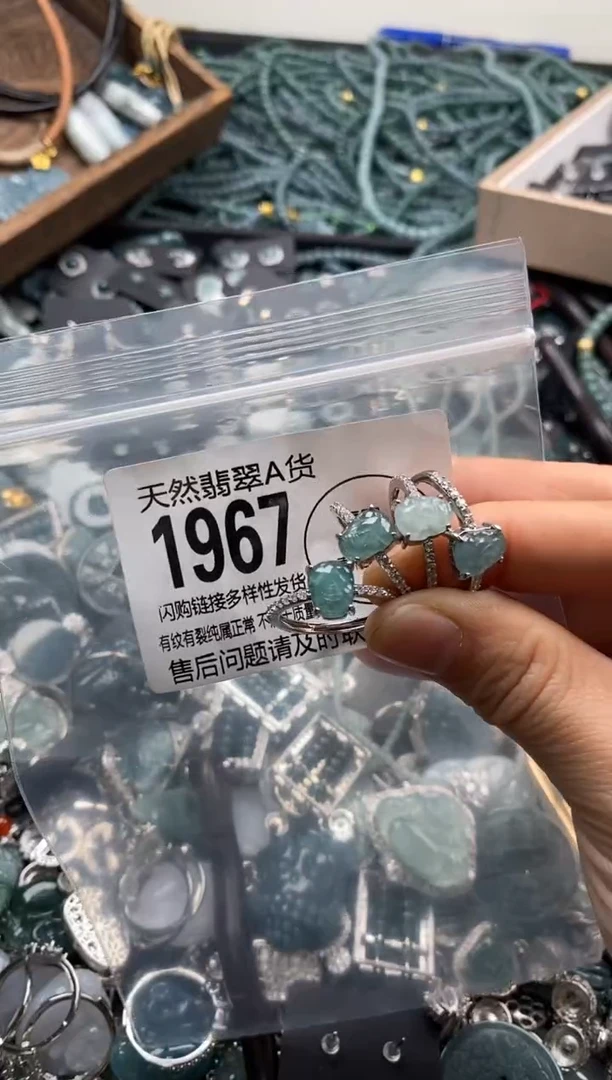 天然翡翠A货
1967
闪购链接多样性发货
有纹有裂纯属正常 不
售后问题请及时联